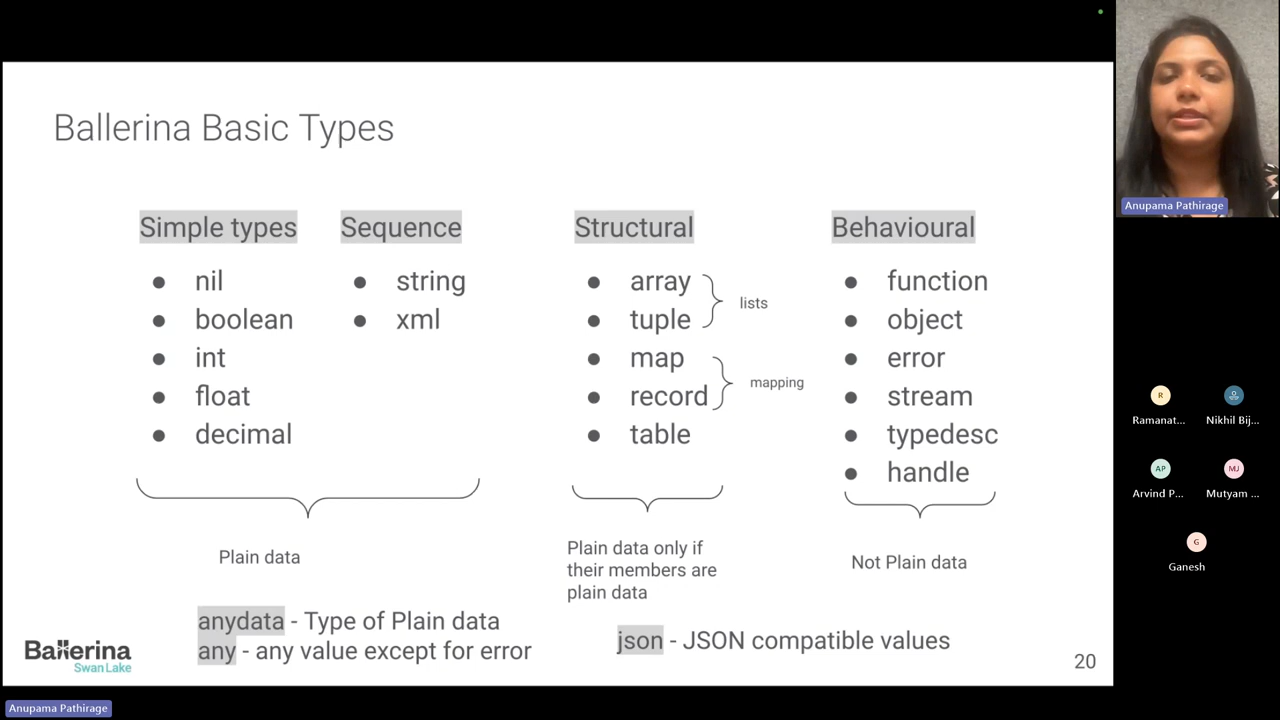 Ballerina Basic Types
Simple types
nil
boolean
int
float
decimal
Sequence
string
xml
Plain data
Structural
array
tuple
lists
map
record
mapping
table
Plain data only if
their members are
plain data
Behavioural
function
object
error
stream
typedesc
handle
Not Plain data
anydata - Type of Plain data
any - any value except for error
json - JSON compatible values
Ballerina
Swan Lake
20
Anupama Pathirage
Anupama Pathirage
R
Ramanat...
Nikhil Bij...
AP
Arvind P...
MJ
Mutyam ...
G
Ganesh